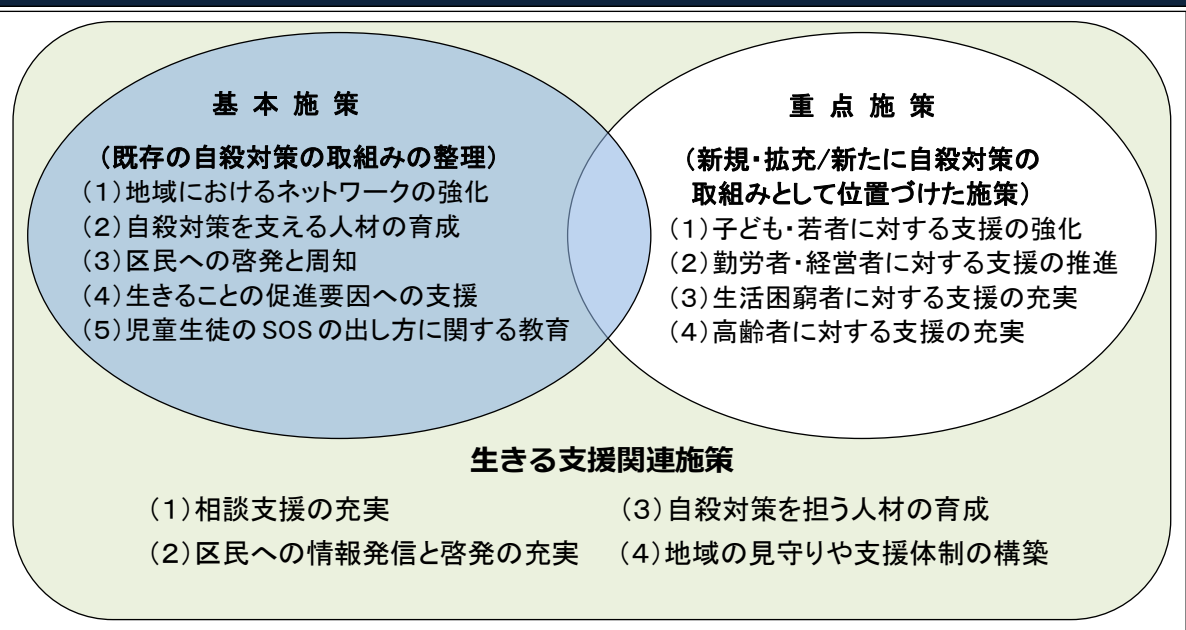 基本施策
(既存の自殺対策の取組みの整理)
(1)地域におけるネットワークの強化
(2)自殺対策を支える人材の育成
(3)区民への啓発と周知
(4)生きることの促進要因への支援
(5)児童生徒のSOSの出し方に関する教育
重点施策
(新規・拡充/新たに自殺対策の
取組みとして位置づけた施策)
(1)子ども・若者に対する支援の強化
(2)勤労者・経営者に対する支援の推進
(3)生活困窮者に対する支援の充実
(4)高齢者に対する支援の充実
生きる支援関連施策
(1)相談支援の充実
(2)区民への情報発信と啓発の充実
(3)自殺対策を担う人材の育成
(4)地域の見守りや支援体制の構築